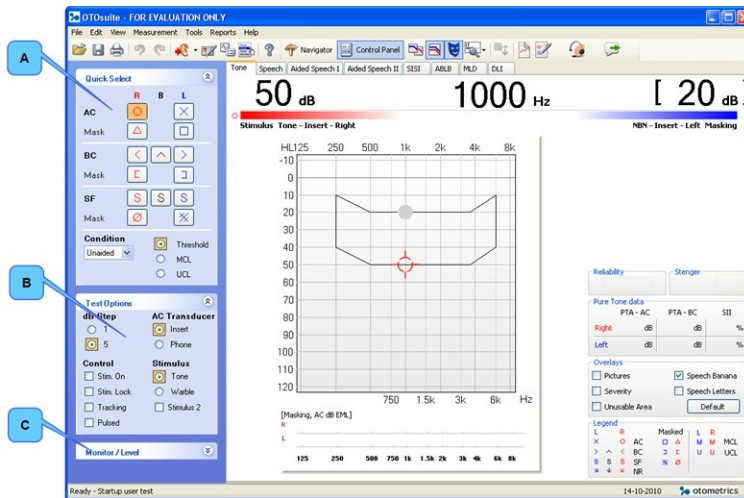 OTOsuite - FOR EVALUATION ONLY
File Edit View Measurement Tools Reports Help
Navigator Control Panel
A
B
C
Quick Select
R B L
AC
Mask
BC
Mask
SF
Mask
Condition
Unaided
Threshold
MCL
UCL
Test Options
dB Step AC Transducer
1 Insert
5 Phone
Control Stimulus
Stim. On Tone
Stim. Lock Warble
Tracking Stimulus 2
Pulsed
Monitor / Level
Tone Speech Aided Speech I Aided Speech II SISI ABLB MLD DLI
50 dB 1000 Hz [ 20 dB
Stimulus Tone - Insert - Right NBN - Insert - Left Masking
HL 125 250 500 1k 2k 4k 8k
-10
0
10
20
30
40
50
60
70
80
90
100
110
120
750 1.5k 3k 6k Hz
[Masking, AC dB EML]
R
L
125 250 500 750 1k 1.5k 2k 3k 4k 6k 8k
Reliability Stenger
Pure Tone data
PTA - AC PTA - BC SII
Right dB dB %
Left dB dB %
Overlays
Pictures Speech Banana
Severity Speech Letters
Unusable Area Default
Legend
L R Masked L R
AC M M MCL
BC U U UCL
S S S SF
NR
Ready - Startup user test 14-10-2010 otometrics